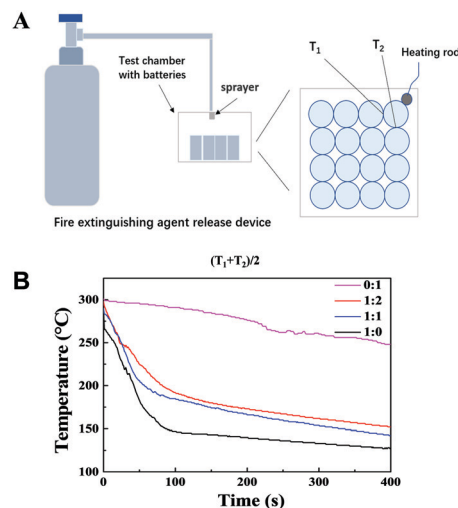 A
Test chamber
with batteries
sprayer
T₁
T₂
Heating rod
Fire extinguishing agent release device
B
(T₁+T₂)/2
0:1
1:2
1:1
1:0
Temperature (°C)
300
250
200
150
100
0
100
200
300
400
Time (s)